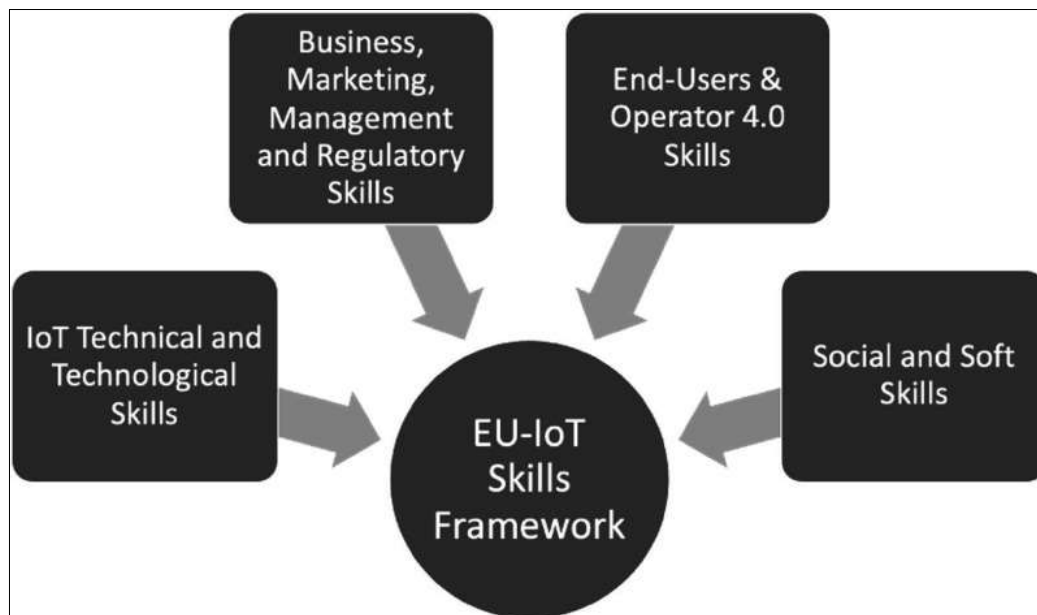 Business,
Marketing,
Management
and Regulatory
Skills
End-Users &
Operator 4.0
Skills
IoT Technical and
Technological
Skills
Social and Soft
Skills
EU-IoT
Skills
Framework